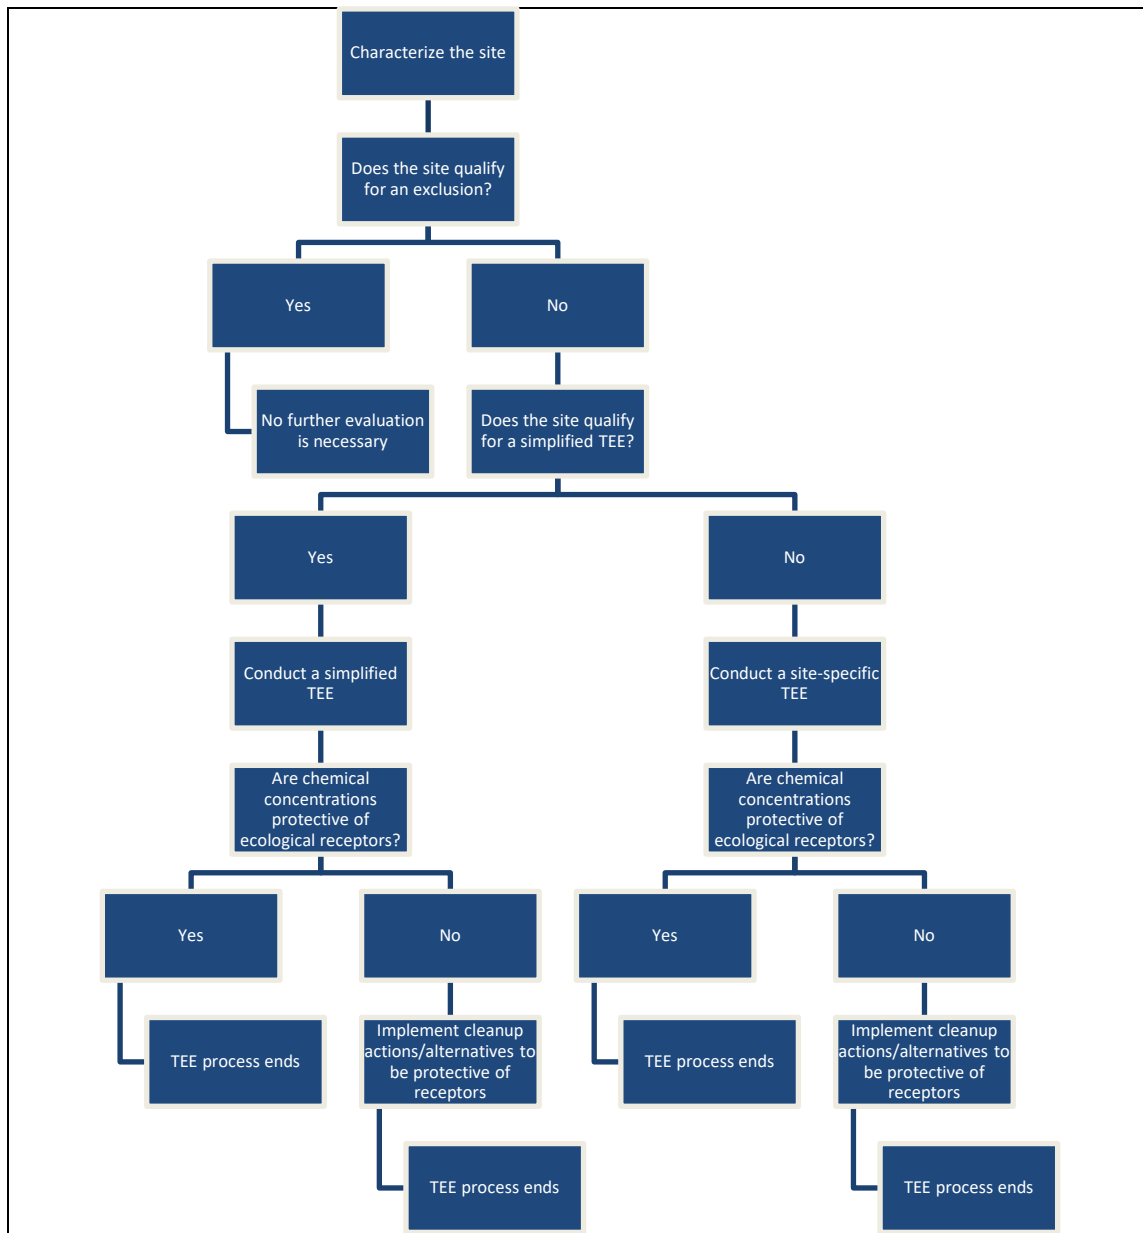 Characterize the site
Does the site qualify
for an exclusion?
Yes
No
No further evaluation
is necessary
Does the site qualify
for a simplified TEE?
Yes
No
Conduct a simplified
TEE
Conduct a site-specific
TEE
Are chemical
concentrations
protective of
ecological receptors?
Are chemical
concentrations
protective of
ecological receptors?
Yes
No
Yes
No
TEE process ends
Implement cleanup
actions/alternatives to
be protective of
receptors
TEE process ends
Implement cleanup
actions/alternatives to
be protective of
receptors
TEE process ends
TEE process ends